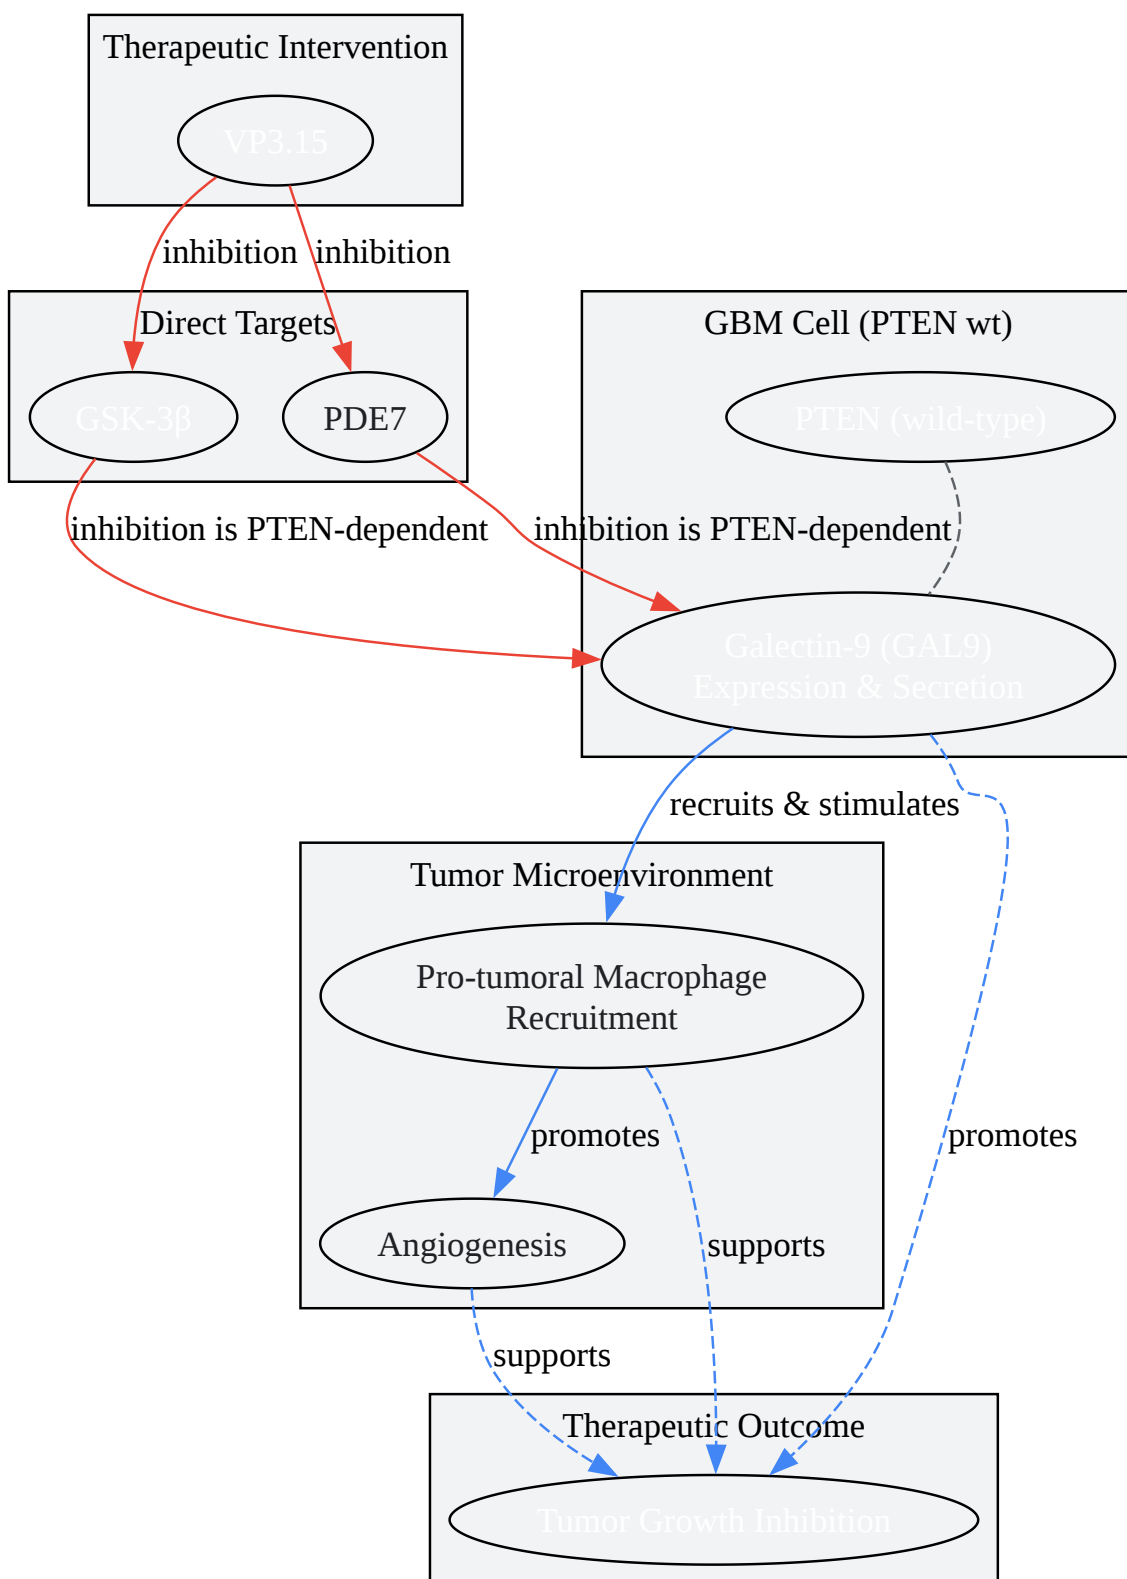 Therapeutic Intervention
VP3.15
inhibition
inhibition
Direct Targets
GSK-3β
PDE7
GBM Cell (PTEN wt)
PTEN (wild-type)
inhibition is PTEN-dependent
inhibition is PTEN-dependent
Galectin-9 (GAL9)
Expression & Secretion
recruits & stimulates
Tumor Microenvironment
Pro-tumoral Macrophage
Recruitment
promotes
promotes
Angiogenesis
supports
supports
Therapeutic Outcome
Tumor Growth Inhibition